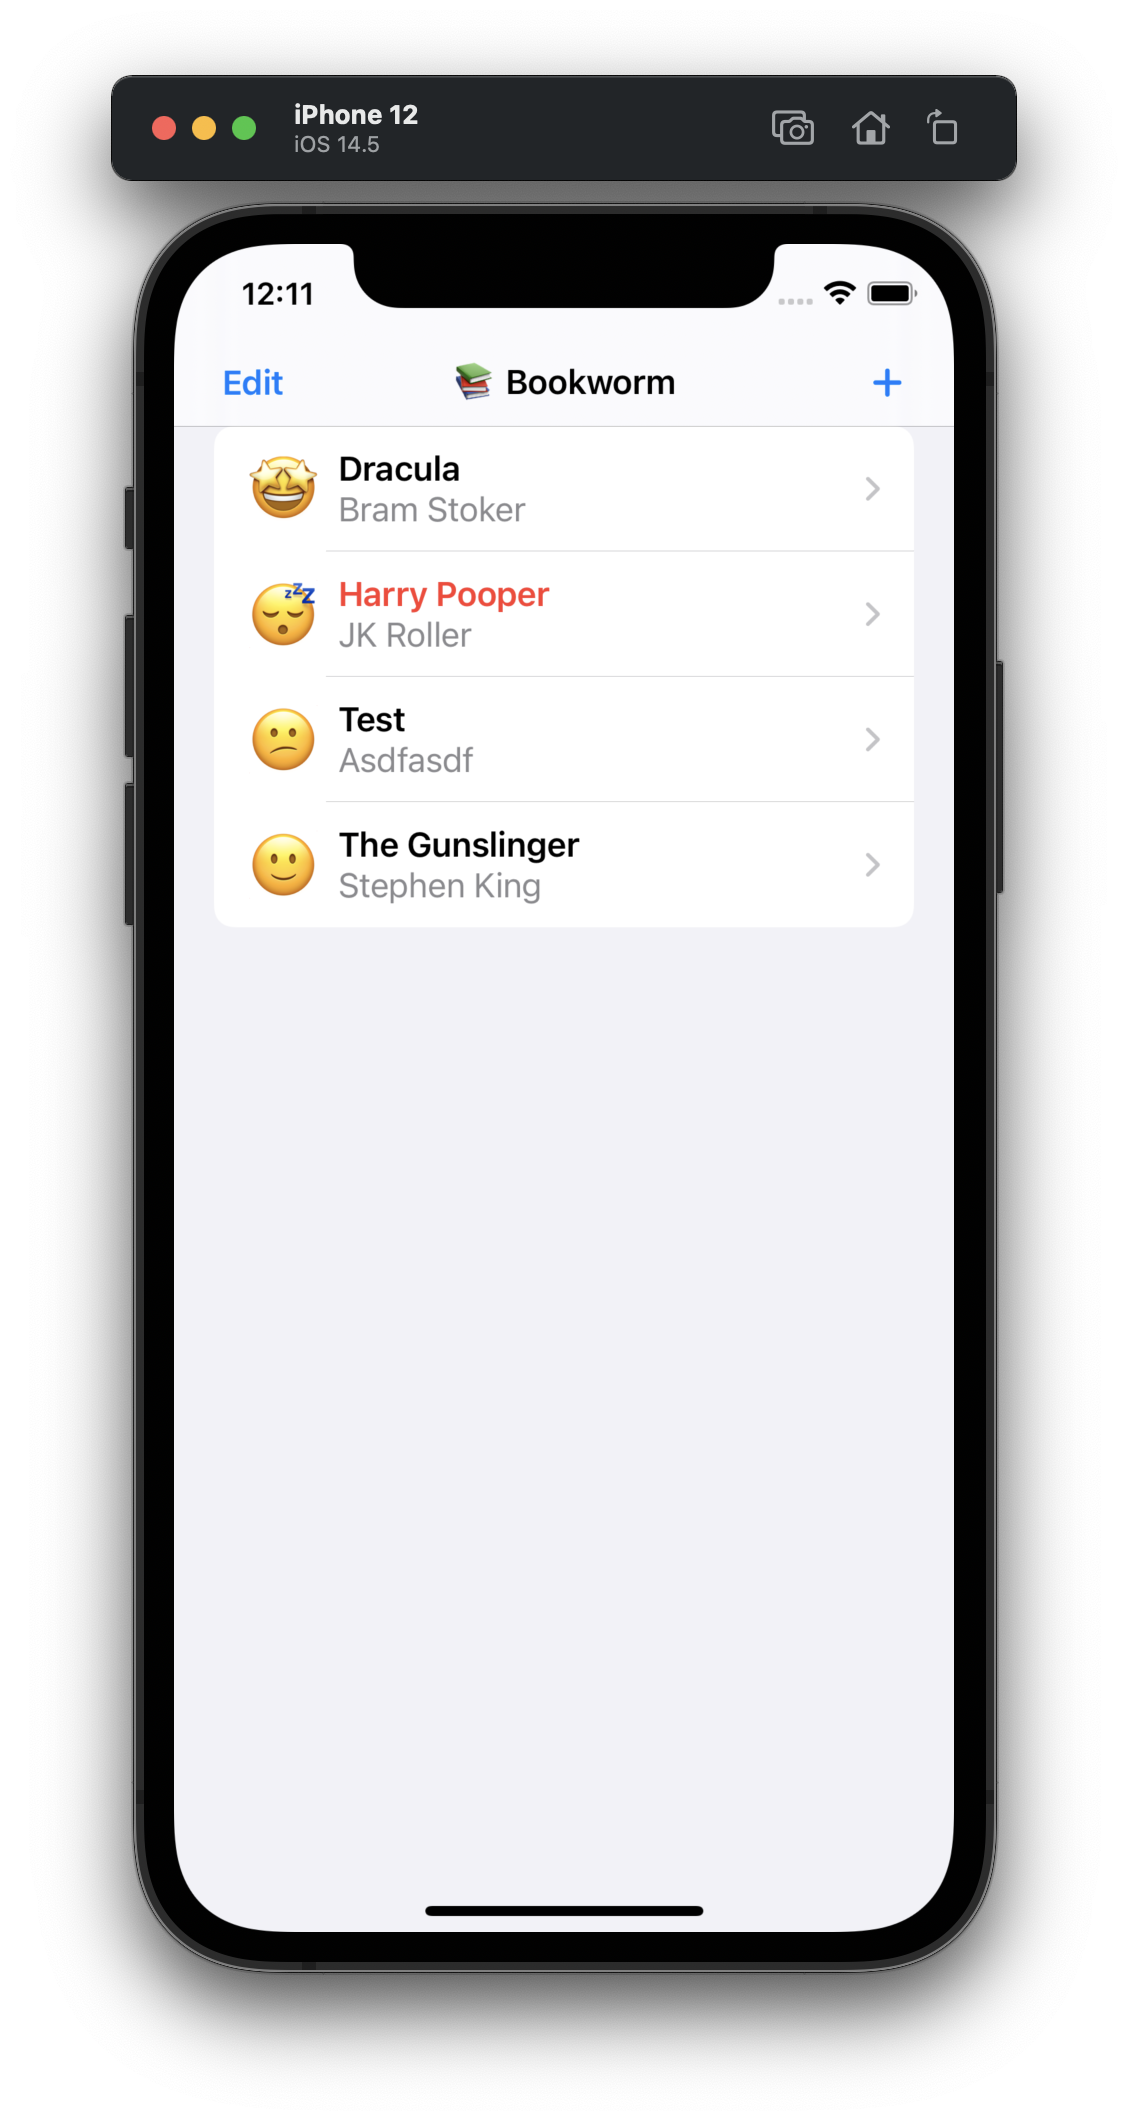 iPhone 12
iOS 14.5
12:11
Edit
📚 Bookworm
+
Dracula
Bram Stoker
Harry Pooper
JK Roller
Test
Asdfasdf
The Gunslinger
Stephen King